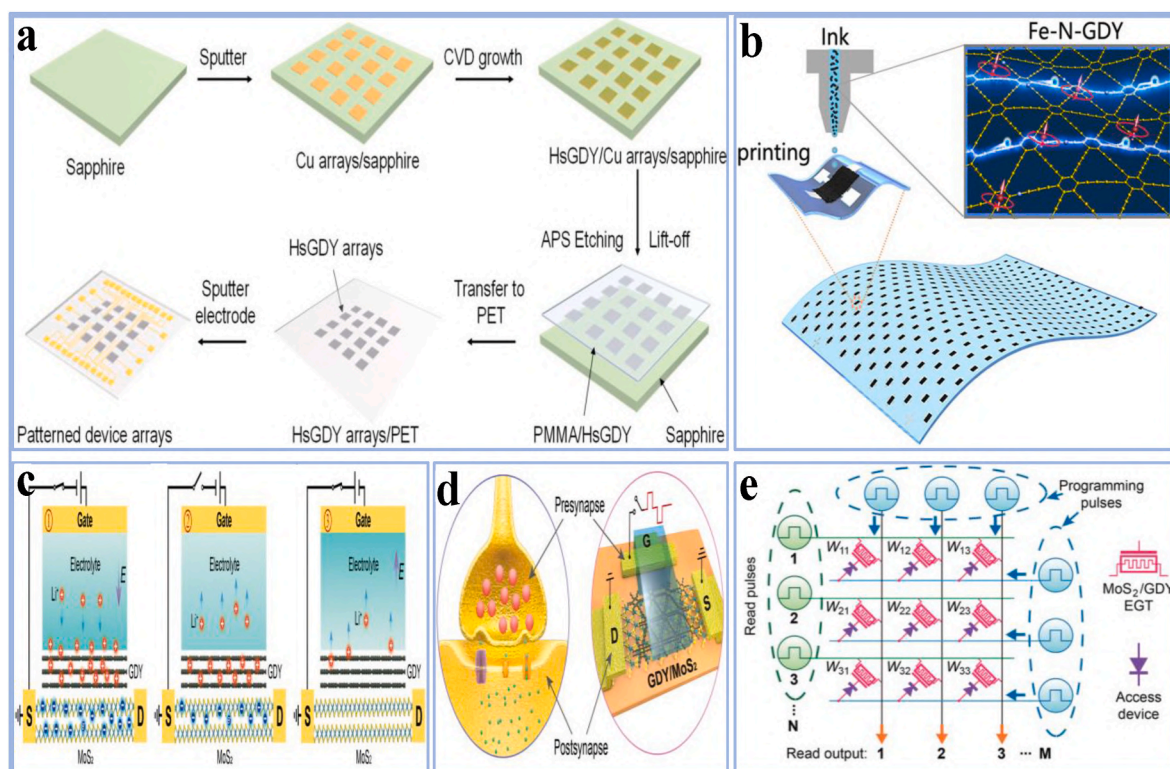 a
Sputter
CVD growth
Sapphire
Cu arrays/sapphire
HsGDY/Cu arrays/sapphire
APS Etching
Lift-off
HsGDY arrays
Sputter
electrode
Transfer to
PET
Patterned device arrays
HsGDY arrays/PET
PMMA/HsGDY
Sapphire
b
Ink
Fe-N-GDY
printing
c
①
Gate
Electrolyte
Li⁺
E
GDY
S
MoS₂
②
Gate
Electrolyte
Li⁺
GDY
MoS₂
③
Gate
Electrolyte
Li⁺
E
GDY
D
MoS₂
d
Presynapse
G
D
S
GDY/MoS₂
Postsynapse
e
Programming
pulses
Read pulses
1
W₁₁
W₁₂
W₁₃
2
W₂₁
W₂₂
W₂₃
3
W₃₁
W₃₂
W₃₃
⋮
N
MoS₂/GDY
EGT
Access
device
Read output: 1 2 3 ··· M